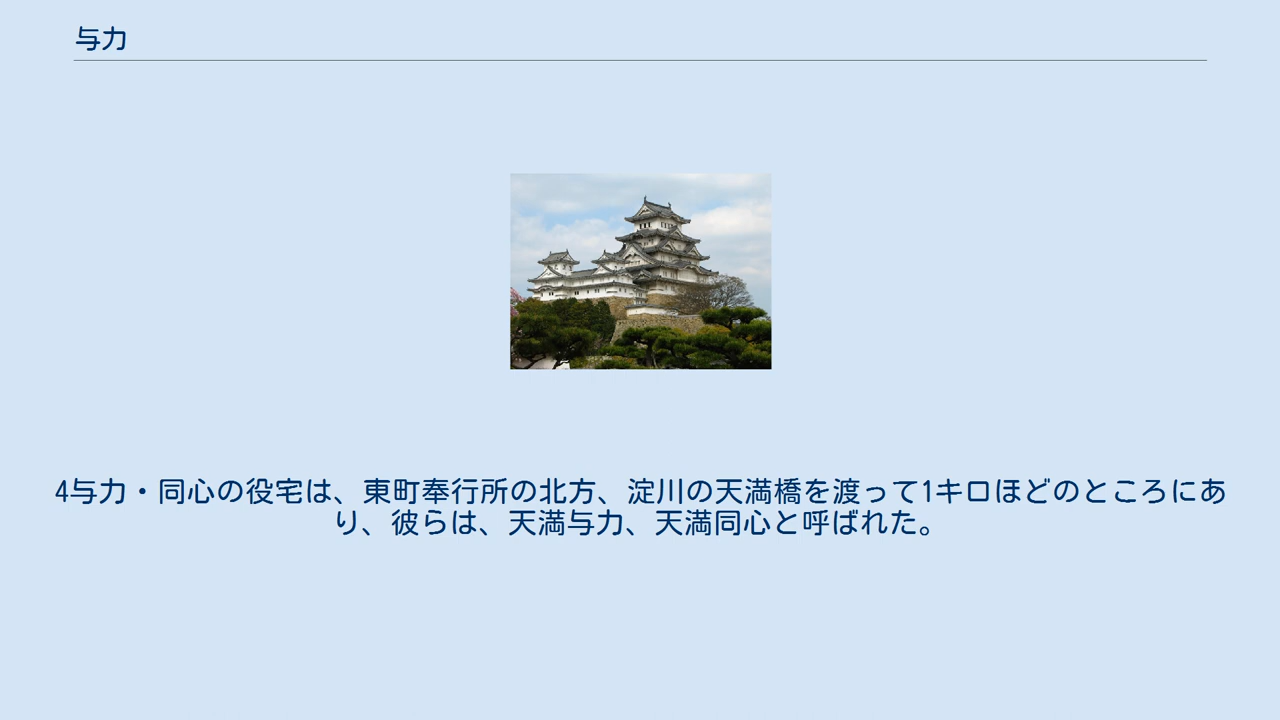 与力
4与力・同心の役宅は、東町奉行所の北方、淀川の天満橋を渡って1キロほどのところにあ
り、彼らは、天満与力、天満同心と呼ばれた。